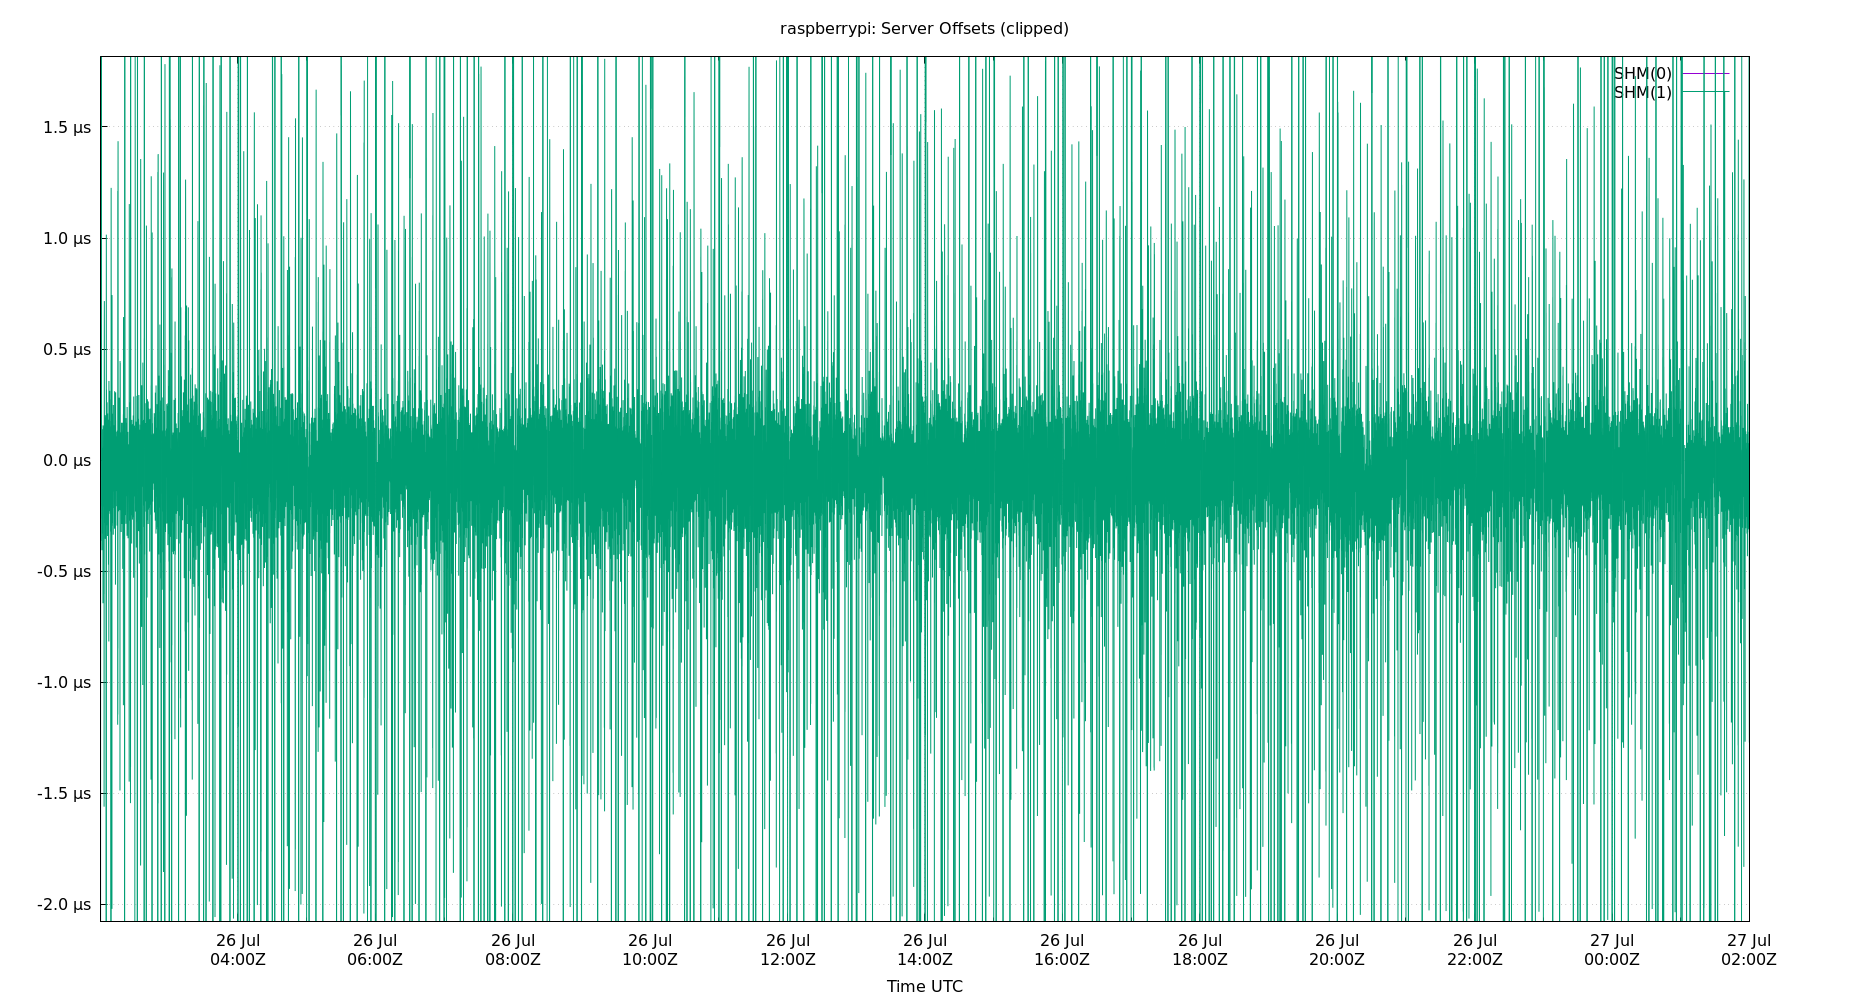 raspberrypi: Server Offsets (clipped)
SHM(0)
SHM(1)
1.5 µs
1.0 µs
0.5 µs
0.0 µs
-0.5 µs
-1.0 µs
-1.5 µs
-2.0 µs
26 Jul 26 Jul 26 Jul 26 Jul 26 Jul 26 Jul 26 Jul 26 Jul 26 Jul 26 Jul 27 Jul 27 Jul
04:00Z 06:00Z 08:00Z 10:00Z 12:00Z 14:00Z 16:00Z 18:00Z 20:00Z 22:00Z 00:00Z 02:00Z
Time UTC